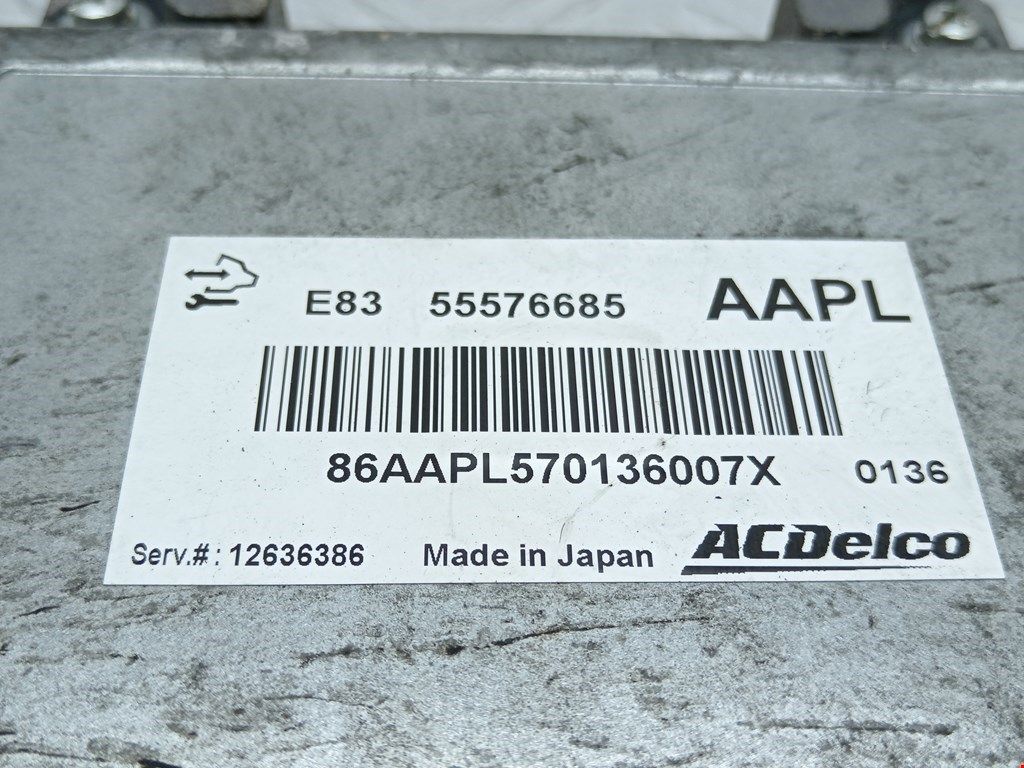 E83 55576685 AAPL
86AAPL570136007X 0136
Serv.#: 12636386 Made in Japan ACDelco